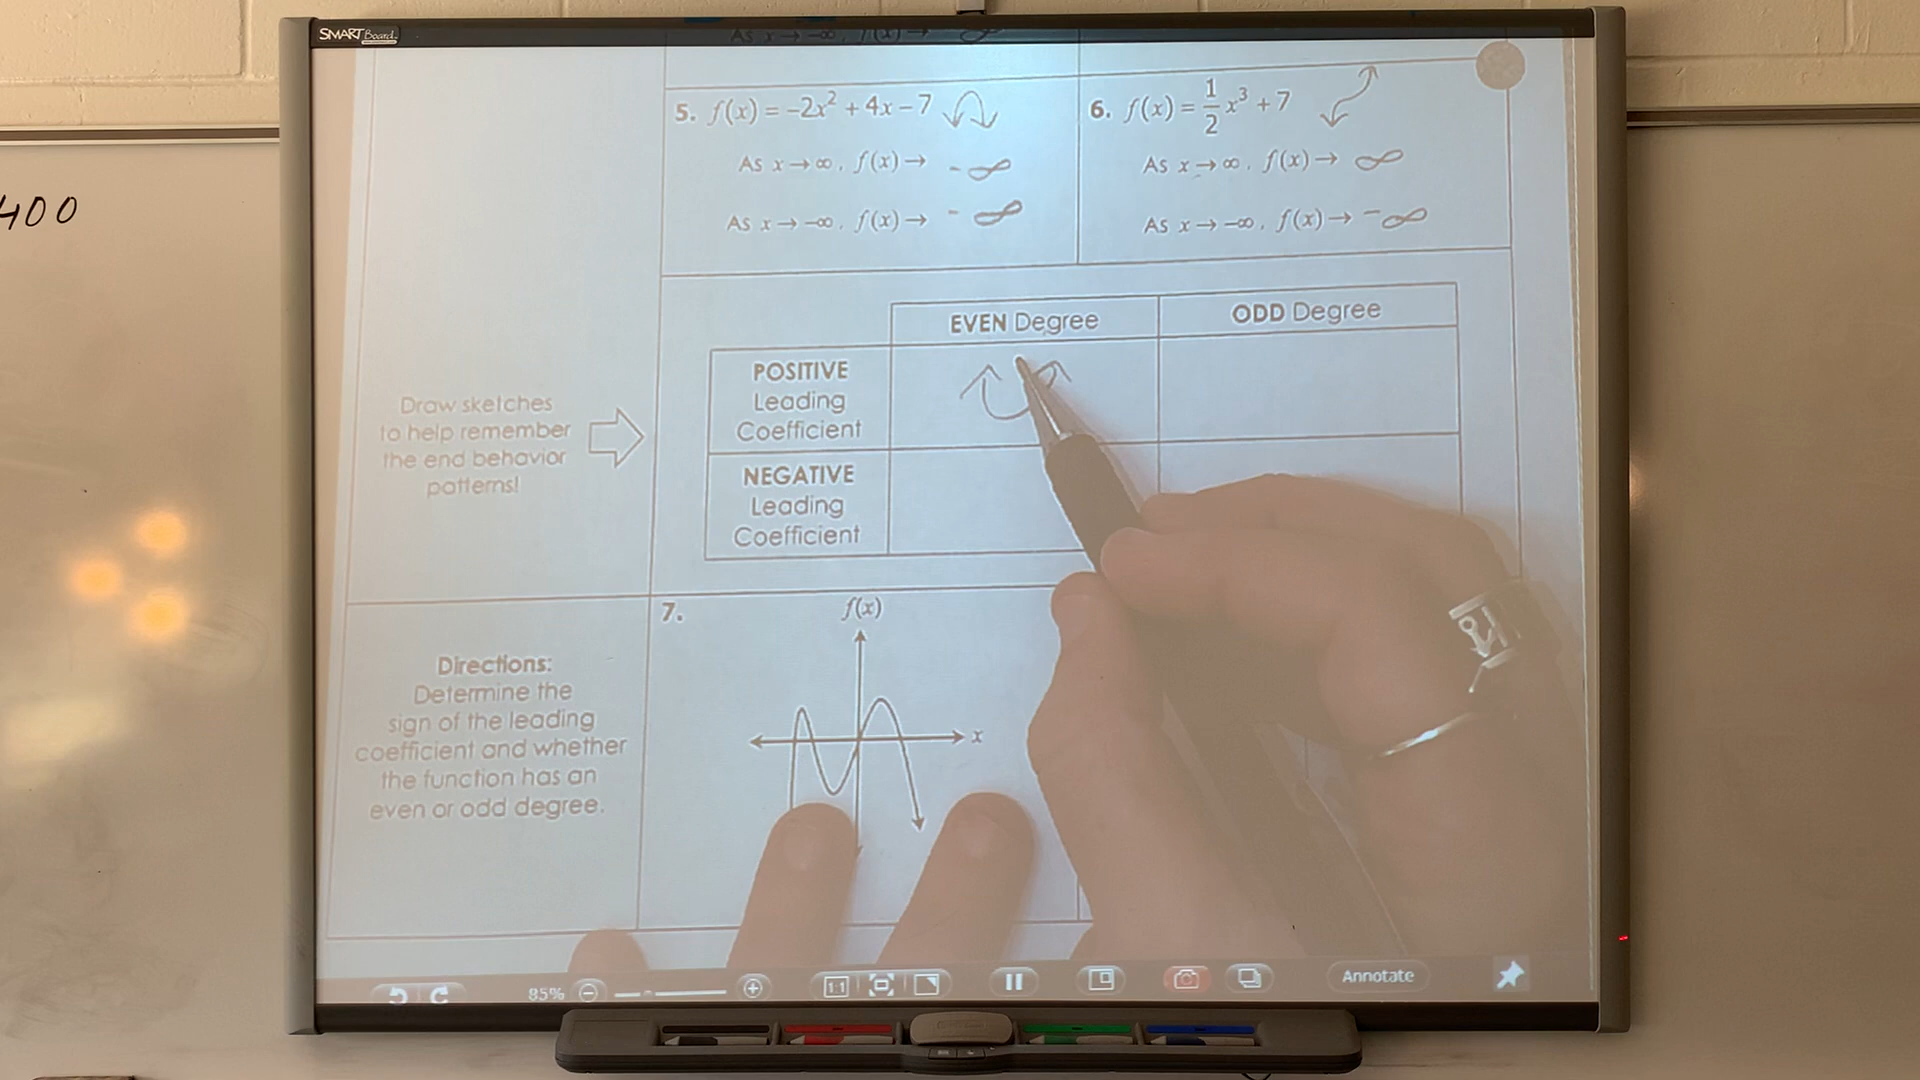 SMART Board
As x → -∞, f(x) → ∞
5. f(x) = -2x² + 4x - 7
6. f(x) = 1/2 x³ + 7
As x → ∞, f(x) → -∞
As x → ∞, f(x) → ∞
As x → -∞, f(x) → -∞
As x → -∞, f(x) → -∞
400
EVEN Degree
ODD Degree
POSITIVE
Leading
Coefficient
NEGATIVE
Leading
Coefficient
Draw sketches
to help remember
the end behavior
patterns!
7.
f(x)
x
Directions:
Determine the
sign of the leading
coefficient and whether
the function has an
even or odd degree.
85%
1:1
Annotate